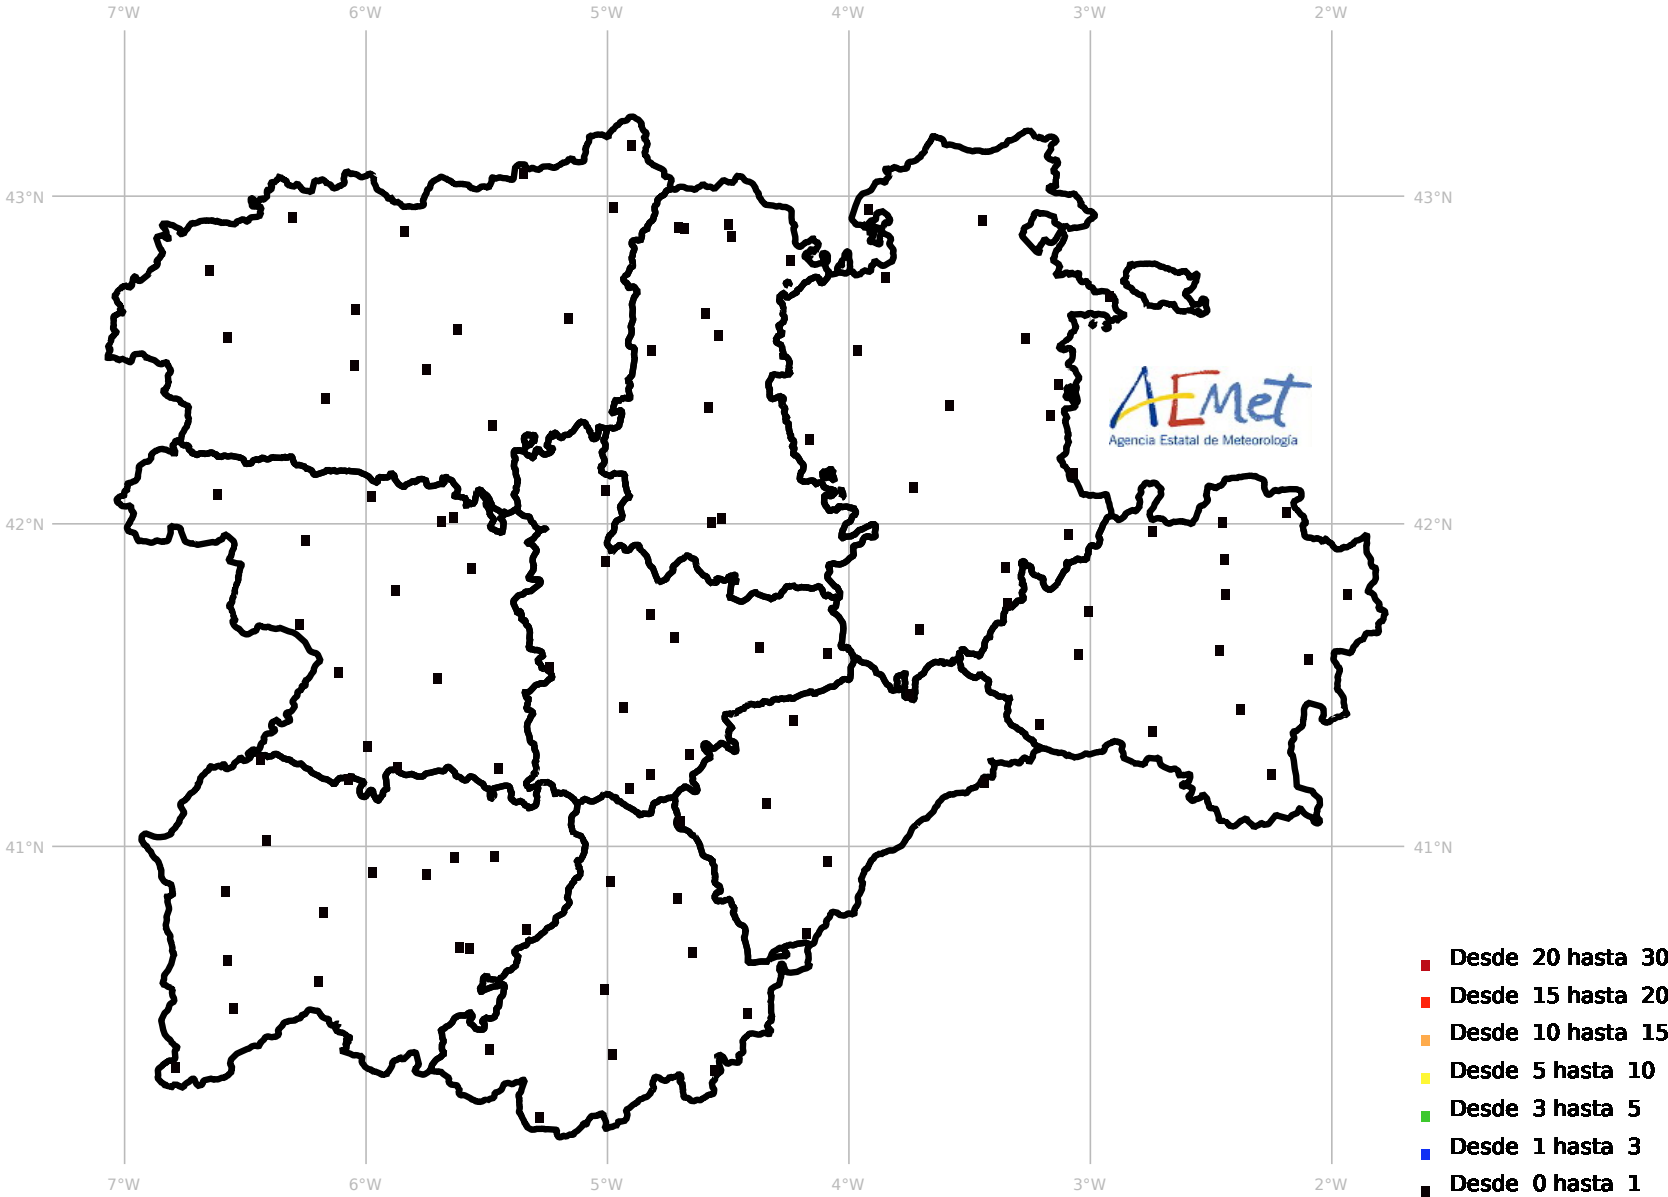 7°W 6°W 5°W 4°W 3°W 2°W
43°N 43°N
AEMet
Agencia Estatal de Meteorología
42°N 42°N
41°N 41°N
Desde 20 hasta 30
Desde 15 hasta 20
Desde 10 hasta 15
Desde 5 hasta 10
Desde 3 hasta 5
Desde 1 hasta 3
Desde 0 hasta 1
7°W 6°W 5°W 4°W 3°W 2°W